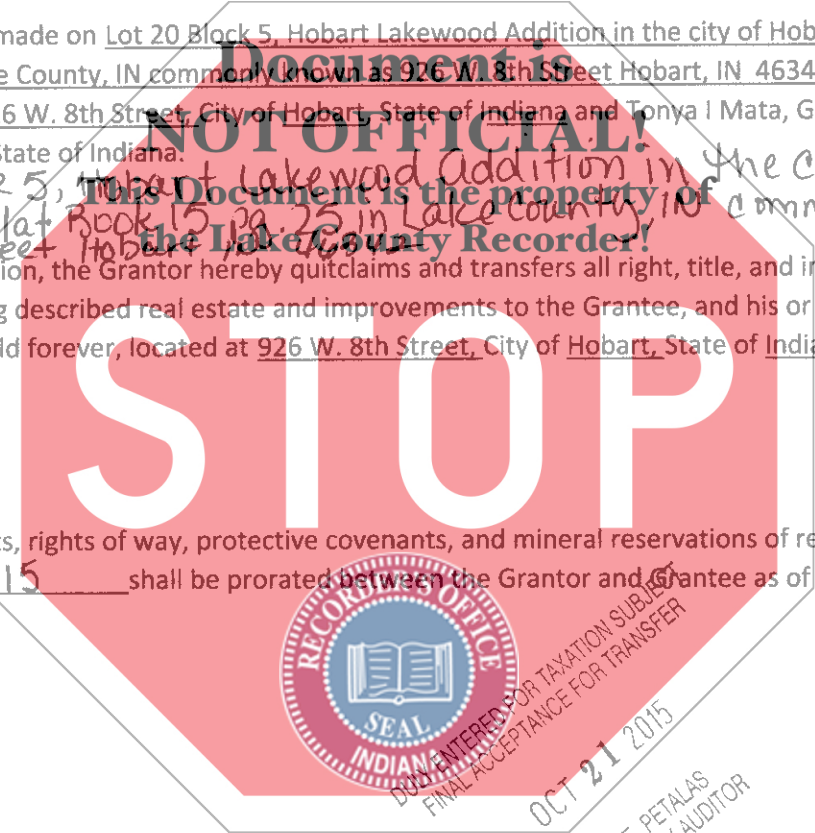 made on Lot 20 Block 5, Hobart Lakewood Addition in the city of Hob
Document is
e County, IN commonly known as 926 W. 8th Street Hobart, IN 4634
6 W. 8th Street, City of Hobart, State of Indiana and Tonya I Mata, G
NOT OFFICIAL!
State of Indiana.
5, Hobart Lakewood Addition in the C
This Document is the property of
lat Book 15 pg. 25 in Lake County, IN comm
eet Hobart
the Lake County Recorder!
ion, the Grantor hereby quitclaims and transfers all right, title, and in
g described real estate and improvements to the Grantee, and his or
ld forever, located at 926 W. 8th Street, City of Hobart, State of India
STOP
s, rights of way, protective covenants, and mineral reservations of re
15 shall be prorated between the Grantor and Grantee as of
RECORDER'S OFFICE
SEAL
INDIANA
DULY ENTERED FOR TAXATION SUBJECT
FINAL ACCEPTANCE FOR TRANSFER
OCT 21 2015
PETALAS
AUDITOR